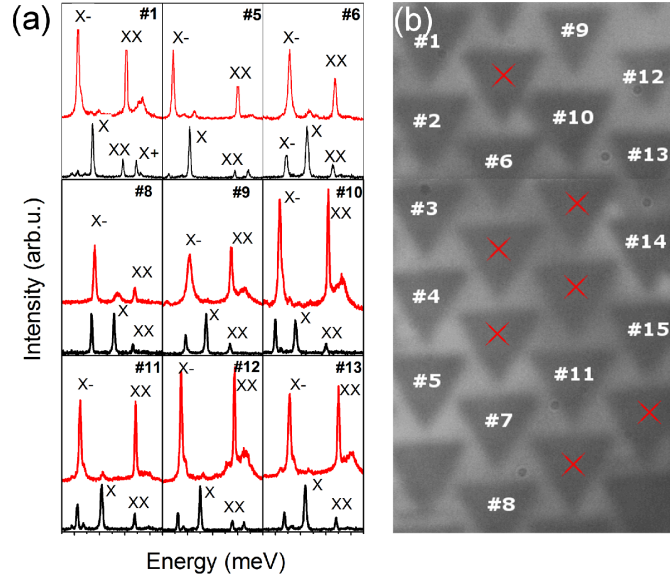 (a)
#1
#5
#6
X-
XX
X-
XX
X-
XX
X
XX
X+
X
XX
X-
X
XX
#8
#9
#10
X-
XX
X-
XX
X-
XX
X
XX
X
XX
X
XX
#11
#12
#13
X-
XX
X-
XX
X-
XX
X
XX
X
XX
X
XX
Intensity (arb.u.)
Energy (meV)
(b)
#1
#9
#12
#2
#10
#6
#13
#3
#14
#4
#15
#5
#11
#7
#8